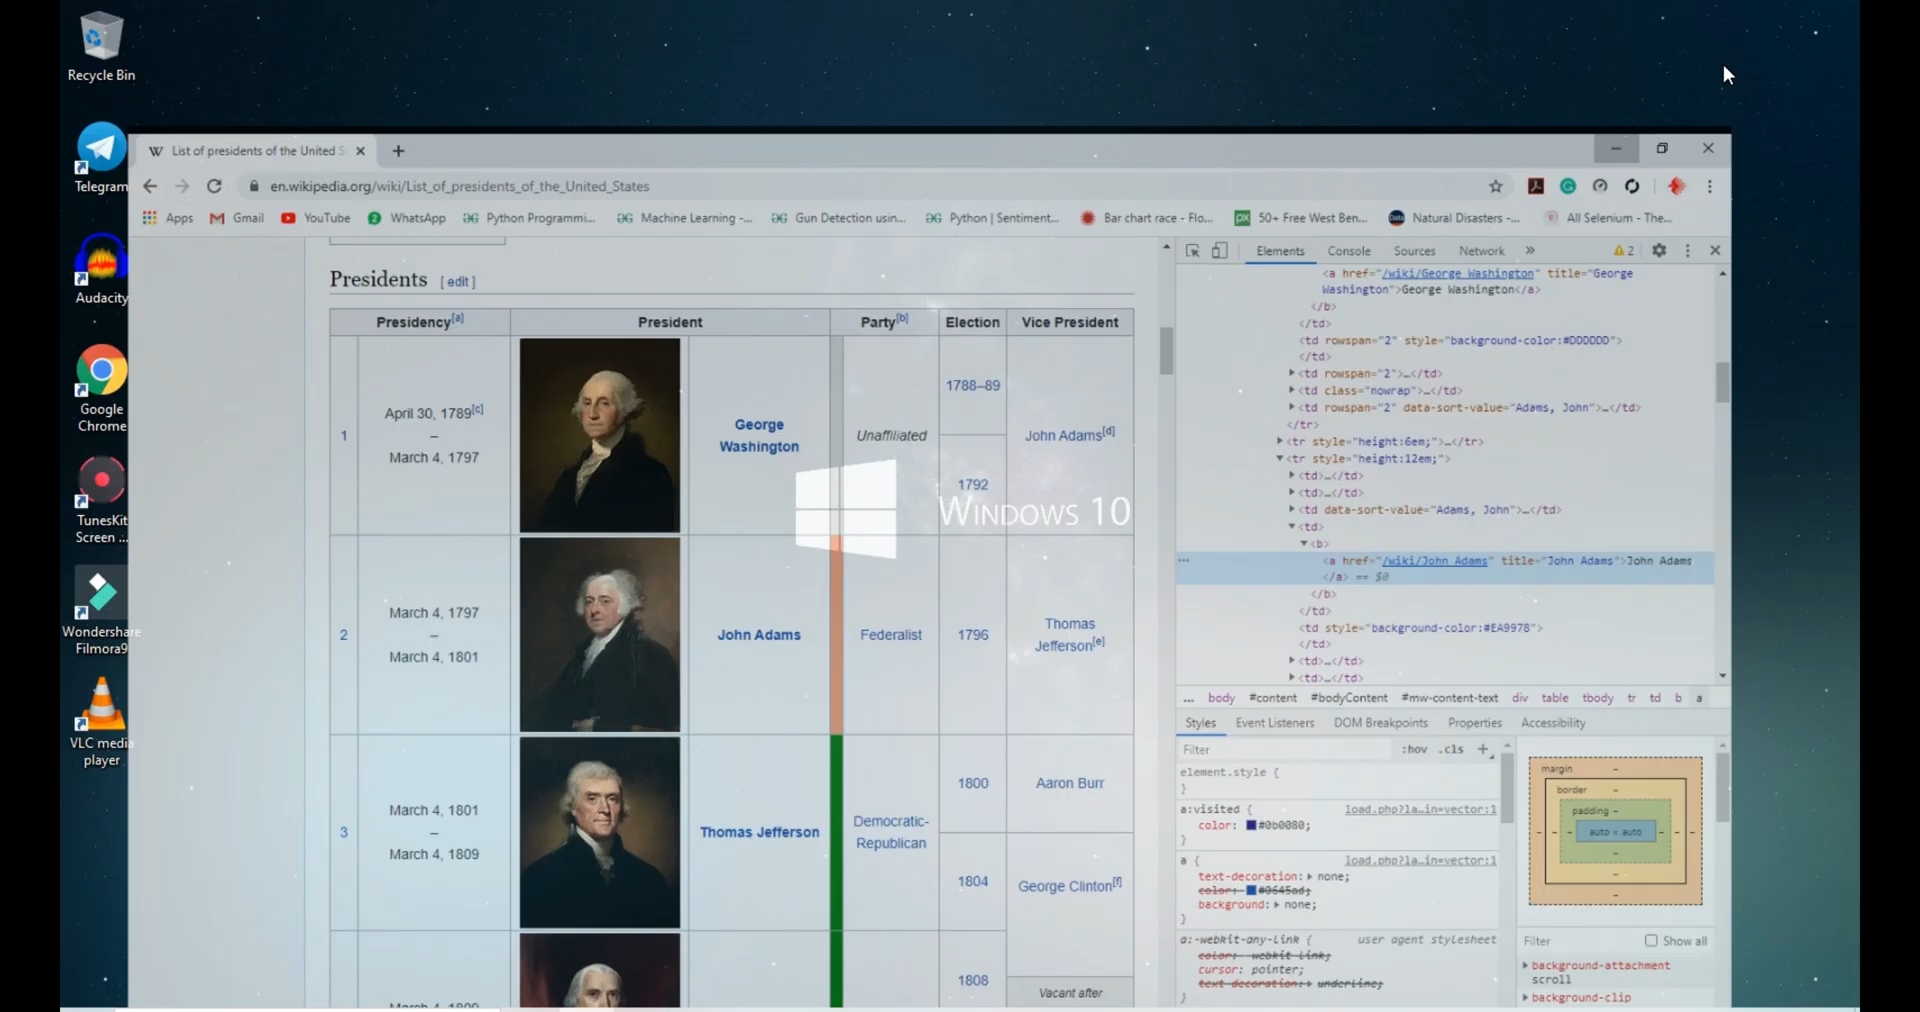 Recycle Bin
Telegram
Audacity
Google
Chrome
TunesKit
Screen ...
Wondershare
Filmora9
VLC media
player
List of presidents of the United S
en.wikipedia.org/wiki/List_of_presidents_of_the_United_States
Apps Gmail YouTube WhatsApp Python Programmi... Machine Learning -... Gun Detection usin... Python | Sentiment... Bar chart race - Flo... 50+ Free West Ben... Natural Disasters -... All Selenium - The...
Presidents [ edit ]
Presidency[a] President Party[b] Election Vice President
1
April 30, 1789[c]
–
March 4, 1797
George
Washington
Unaffiliated
1788–89
1792
John Adams[d]
WINDOWS 10
2
March 4, 1797
–
March 4, 1801
John Adams
Federalist
1796
Thomas
Jefferson[e]
3
March 4, 1801
–
March 4, 1809
Thomas Jefferson
Democratic-
Republican
1800
1804
Aaron Burr
George Clinton[f]
1808
Vacant after
Elements Console Sources Network » 2
<a href="/wiki/George_Washington" title="George
Washington">George Washington</a>
</b>
</td>
<td rowspan="2" style="background-color:#DDDDDD">
</td>
<td rowspan="2">…</td>
<td class="nowrap">…</td>
<td rowspan="2" data-sort-value="Adams, John">…</td>
</tr>
<tr style="height:6em;">…</tr>
<tr style="height:12em;">
<td>…</td>
<td>…</td>
<td data-sort-value="Adams, John">…</td>
<td>
<b>
<a href="/wiki/John_Adams" title="John Adams">John Adams
</a> == $0
</b>
</td>
<td style="background-color:#EA9978">
</td>
<td>…</td>
<td>…</td>
... body #content #bodyContent #mw-content-text div table tbody tr td b a
Styles Event Listeners DOM Breakpoints Properties Accessibility
Filter :hov .cls +
element.style {
}
a:visited { load.php?la…in=vector:1
color: #0b0080;
}
a { load.php?la…in=vector:1
text-decoration: none;
color: #0645ad;
background: none;
}
a:-webkit-any-link { user agent stylesheet
color: -webkit-link;
cursor: pointer;
text-decoration: underline;
}
margin –
border –
padding –
auto × auto
Filter Show all
background-attachment
scroll
background-clip